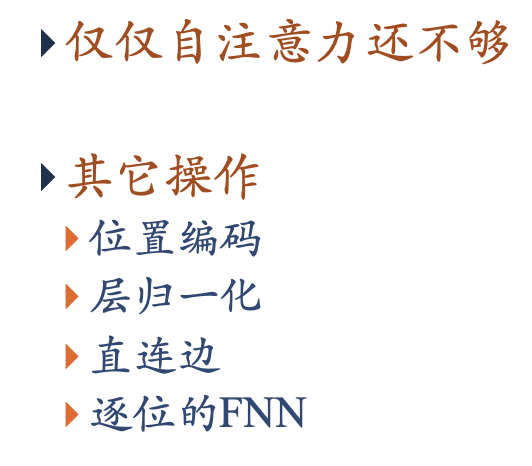 仅仅自注意力还不够
其它操作
位置编码
层归一化
直连边
逐位的FNN